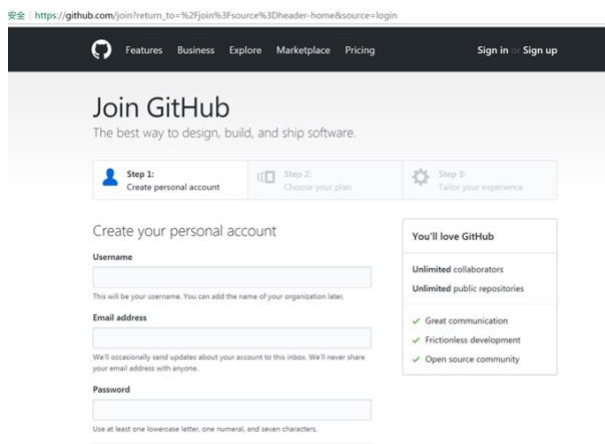 安全 https://github.com/join?return_to=%2Fjoin%3Fsource%3Dheader-home&source=login
Features Business Explore Marketplace Pricing Sign in or Sign up
Join GitHub
The best way to design, build, and ship software.
Step 1:
Create personal account
Step 2:
Choose your plan
Step 3:
Tailor your experience
Create your personal account
Username
This will be your username. You can add the name of your organization later.
Email address
We'll occasionally send updates about your account to this inbox. We'll never share
your email address with anyone.
Password
Use at least one lowercase letter, one numeral, and seven characters.
You'll love GitHub
Unlimited collaborators
Unlimited public repositories
Great communication
Frictionless development
Open source community